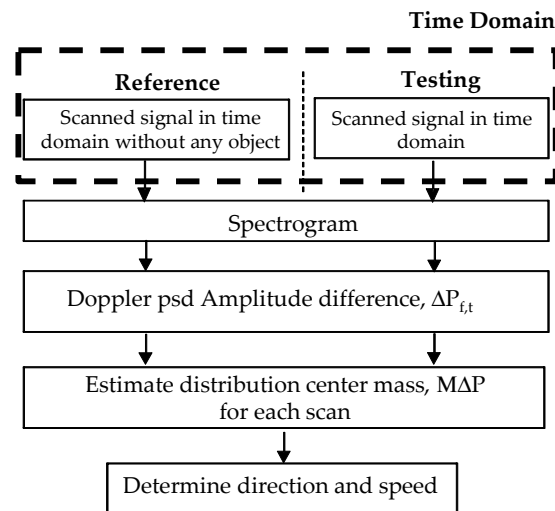 Time Domain
Reference
Testing
Scanned signal in time
domain without any object
Scanned signal in time
domain
Spectrogram
Doppler psd Amplitude difference, ΔP_{f,t}
Estimate distribution center mass, MΔP
for each scan
Determine direction and speed